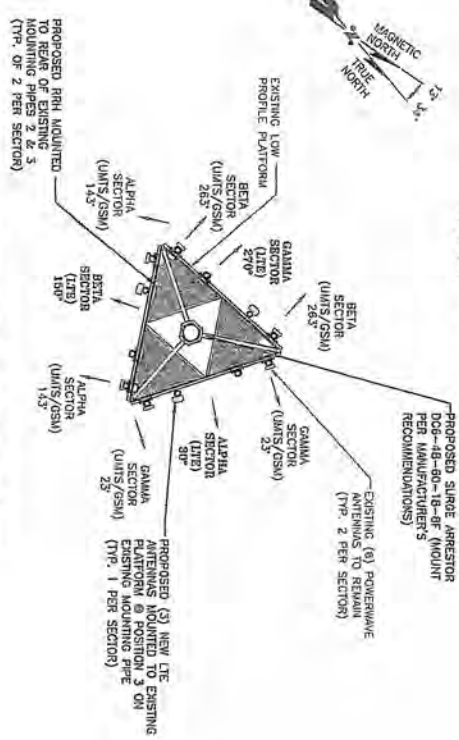 MAGNETIC
NORTH
TRUE
NORTH
PROPOSED SURGE ARRESTOR
DC6-48-60-18-8F (MOUNT
PER MANUFACTURER'S
RECOMMENDATIONS)
EXISTING (6) POWERWAVE
ANTENNAS TO REMAIN
(TYP. 2 PER SECTOR)
PROPOSED (3) NEW LTE
ANTENNAS MOUNTED TO EXISTING
PLATFORM @ POSITION 3 ON
EXISTING MOUNTING PIPE
(TYP. 1 PER SECTOR)
BETA
SECTOR
(UMTS/GSM)
263°
GAMMA
SECTOR
(UMTS/GSM)
23°
GAMMA
SECTOR
(LTE)
270°
ALPHA
SECTOR
(LTE)
30°
EXISTING LOW
PROFILE PLATFORM
BETA
SECTOR
(UMTS/GSM)
263°
GAMMA
SECTOR
(UMTS/GSM)
23°
ALPHA
SECTOR
(UMTS/GSM)
143°
BETA
SECTOR
(LTE)
150°
ALPHA
SECTOR
(UMTS/GSM)
143°
PROPOSED RRH MOUNTED
TO REAR OF EXISTING
MOUNTING PIPES 2 & 3
(TYP. OF 2 PER SECTOR)